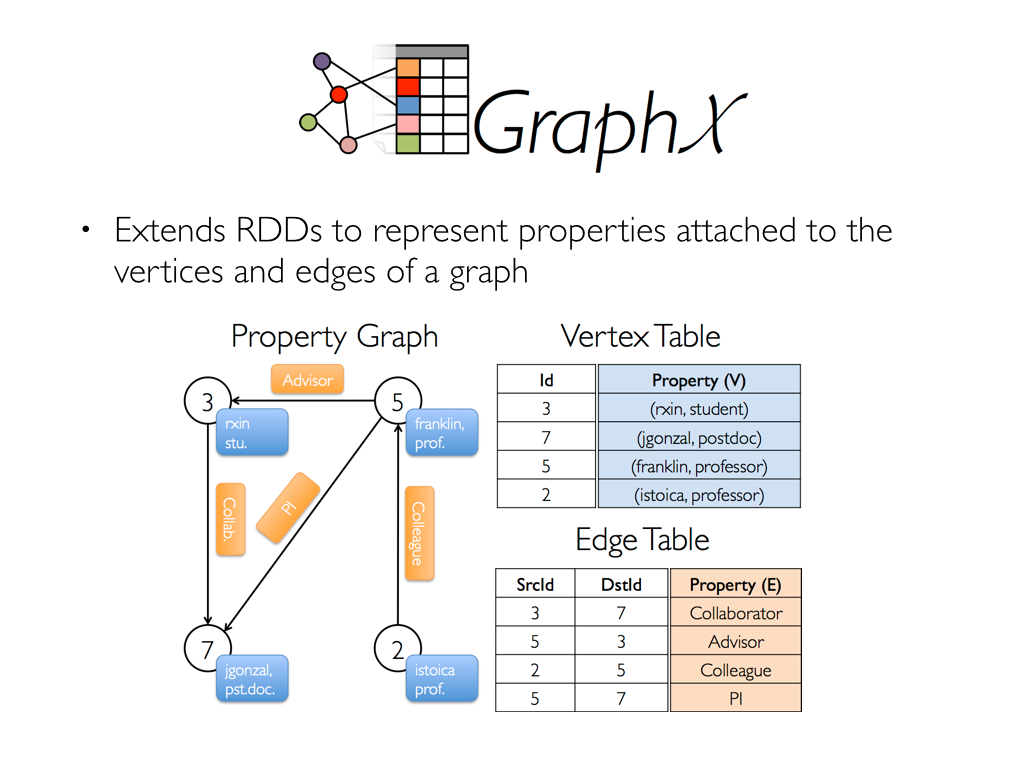 GraphX
• Extends RDDs to represent properties attached to the
vertices and edges of a graph
Property Graph
Advisor
3
5
rxin
stu.
franklin,
prof.
Collab.
PI
Colleague
7
2
jgonzal,
pst.doc.
istoica
prof.
Vertex Table
Id Property (V)
3 (rxin, student)
7 (jgonzal, postdoc)
5 (franklin, professor)
2 (istoica, professor)
Edge Table
SrcId DstId Property (E)
3 7 Collaborator
5 3 Advisor
2 5 Colleague
5 7 PI